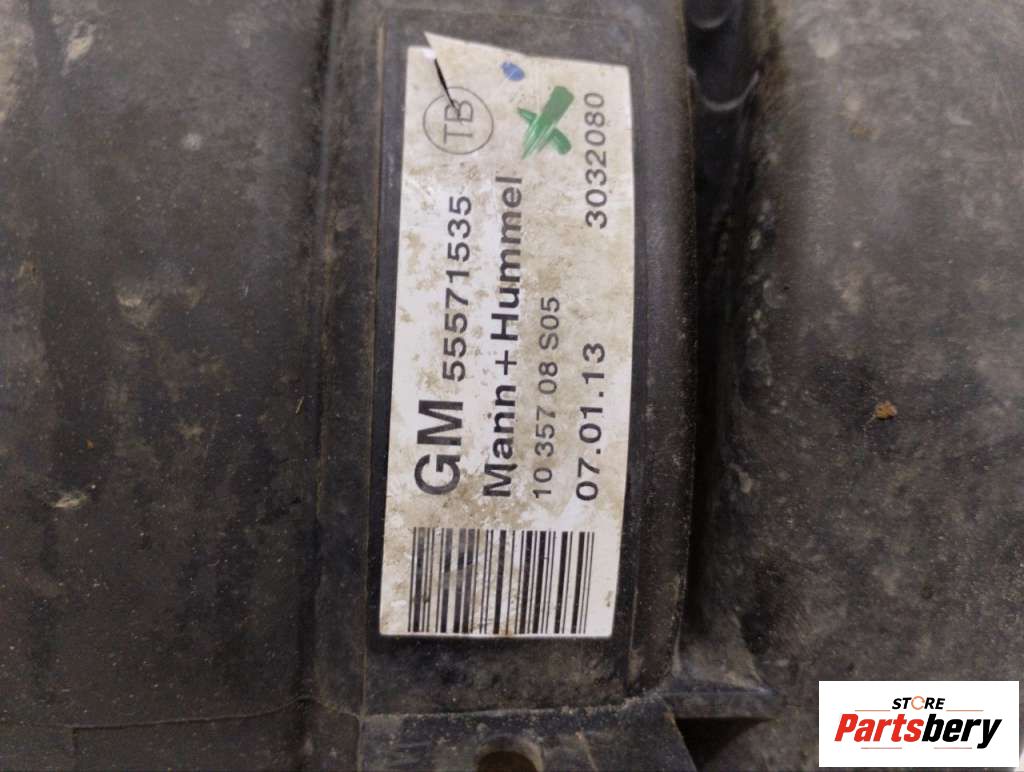 TB
GM 55571535
Mann+Hummel
10 357 08 S05
07.01.13 3032080
STORE
Partsbery